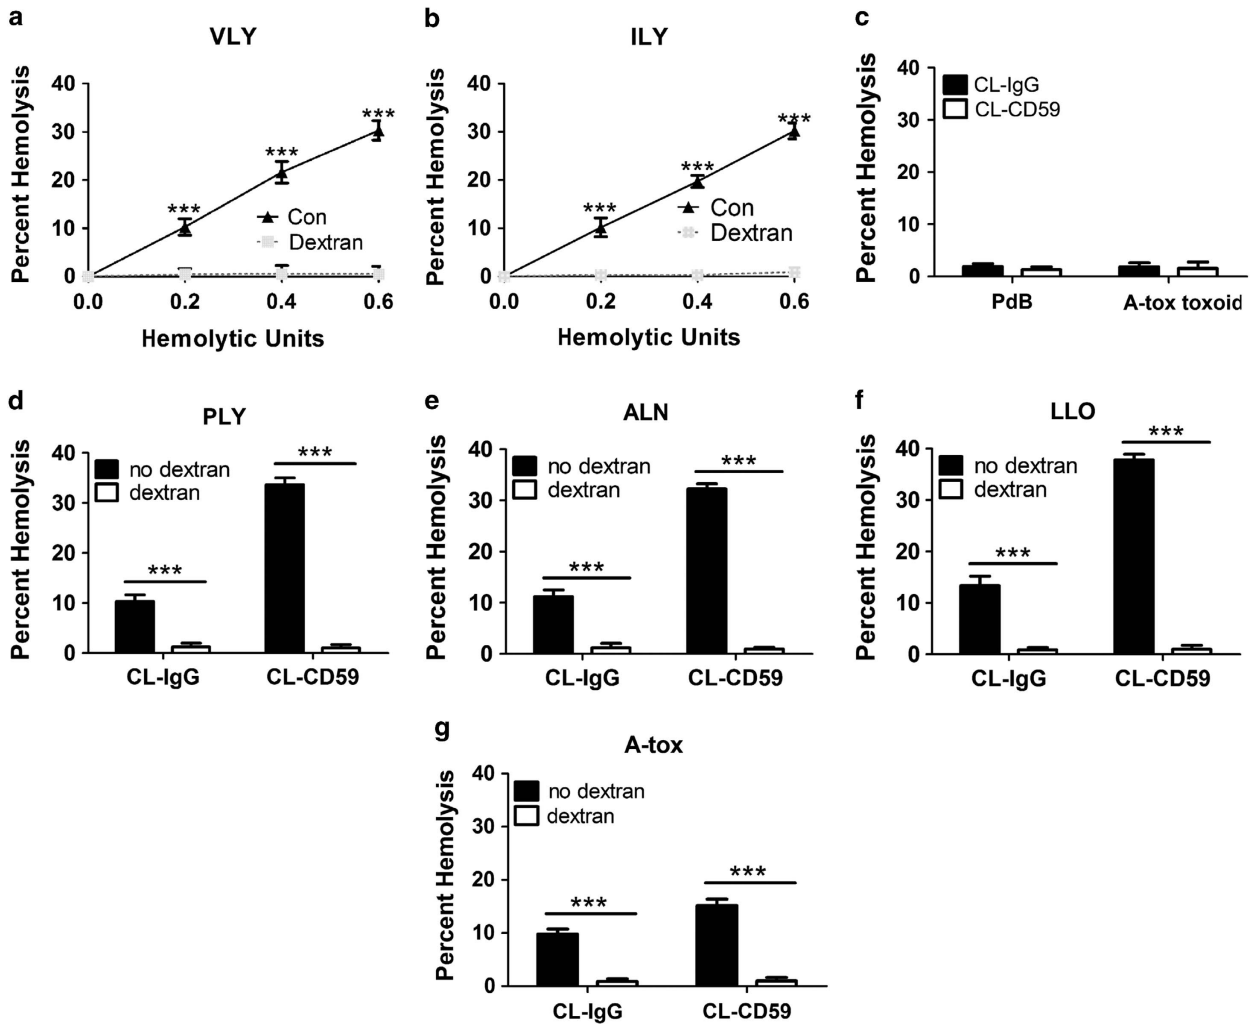 a
VLY
Percent Hemolysis
40
30
20
10
0
***
***
***
Con
Dextran
0.0 0.2 0.4 0.6
Hemolytic Units
b
ILY
Percent Hemolysis
40
30
20
10
0
***
***
***
Con
Dextran
0.0 0.2 0.4 0.6
Hemolytic Units
c
Percent Hemolysis
40
30
20
10
0
CL-IgG
CL-CD59
PdB A-tox toxoid
d
PLY
Percent Hemolysis
40
30
20
10
0
no dextran
dextran
***
***
CL-IgG CL-CD59
e
ALN
Percent Hemolysis
40
30
20
10
0
no dextran
dextran
***
***
CL-IgG CL-CD59
f
LLO
Percent Hemolysis
40
30
20
10
0
no dextran
dextran
***
***
CL-IgG CL-CD59
g
A-tox
Percent Hemolysis
40
30
20
10
0
no dextran
dextran
***
***
CL-IgG CL-CD59